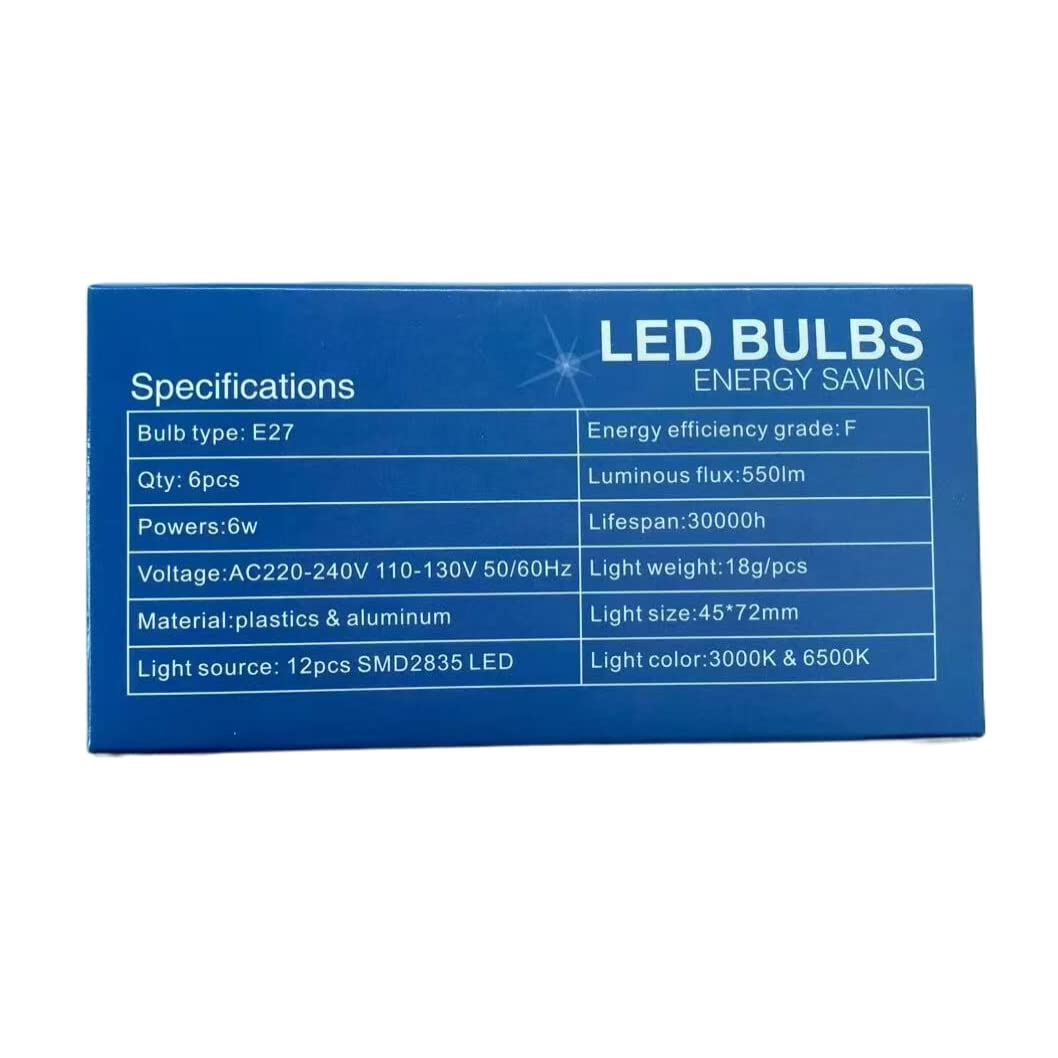 LED BULBS
ENERGY SAVING
Specifications
Bulb type: E27
Energy efficiency grade:F
Qty: 6pcs
Luminous flux:550lm
Powers:6w
Lifespan:30000h
Voltage:AC220-240V 110-130V 50/60Hz
Light weight:18g/pcs
Material:plastics & aluminum
Light size:45*72mm
Light source: 12pcs SMD2835 LED
Light color:3000K & 6500K